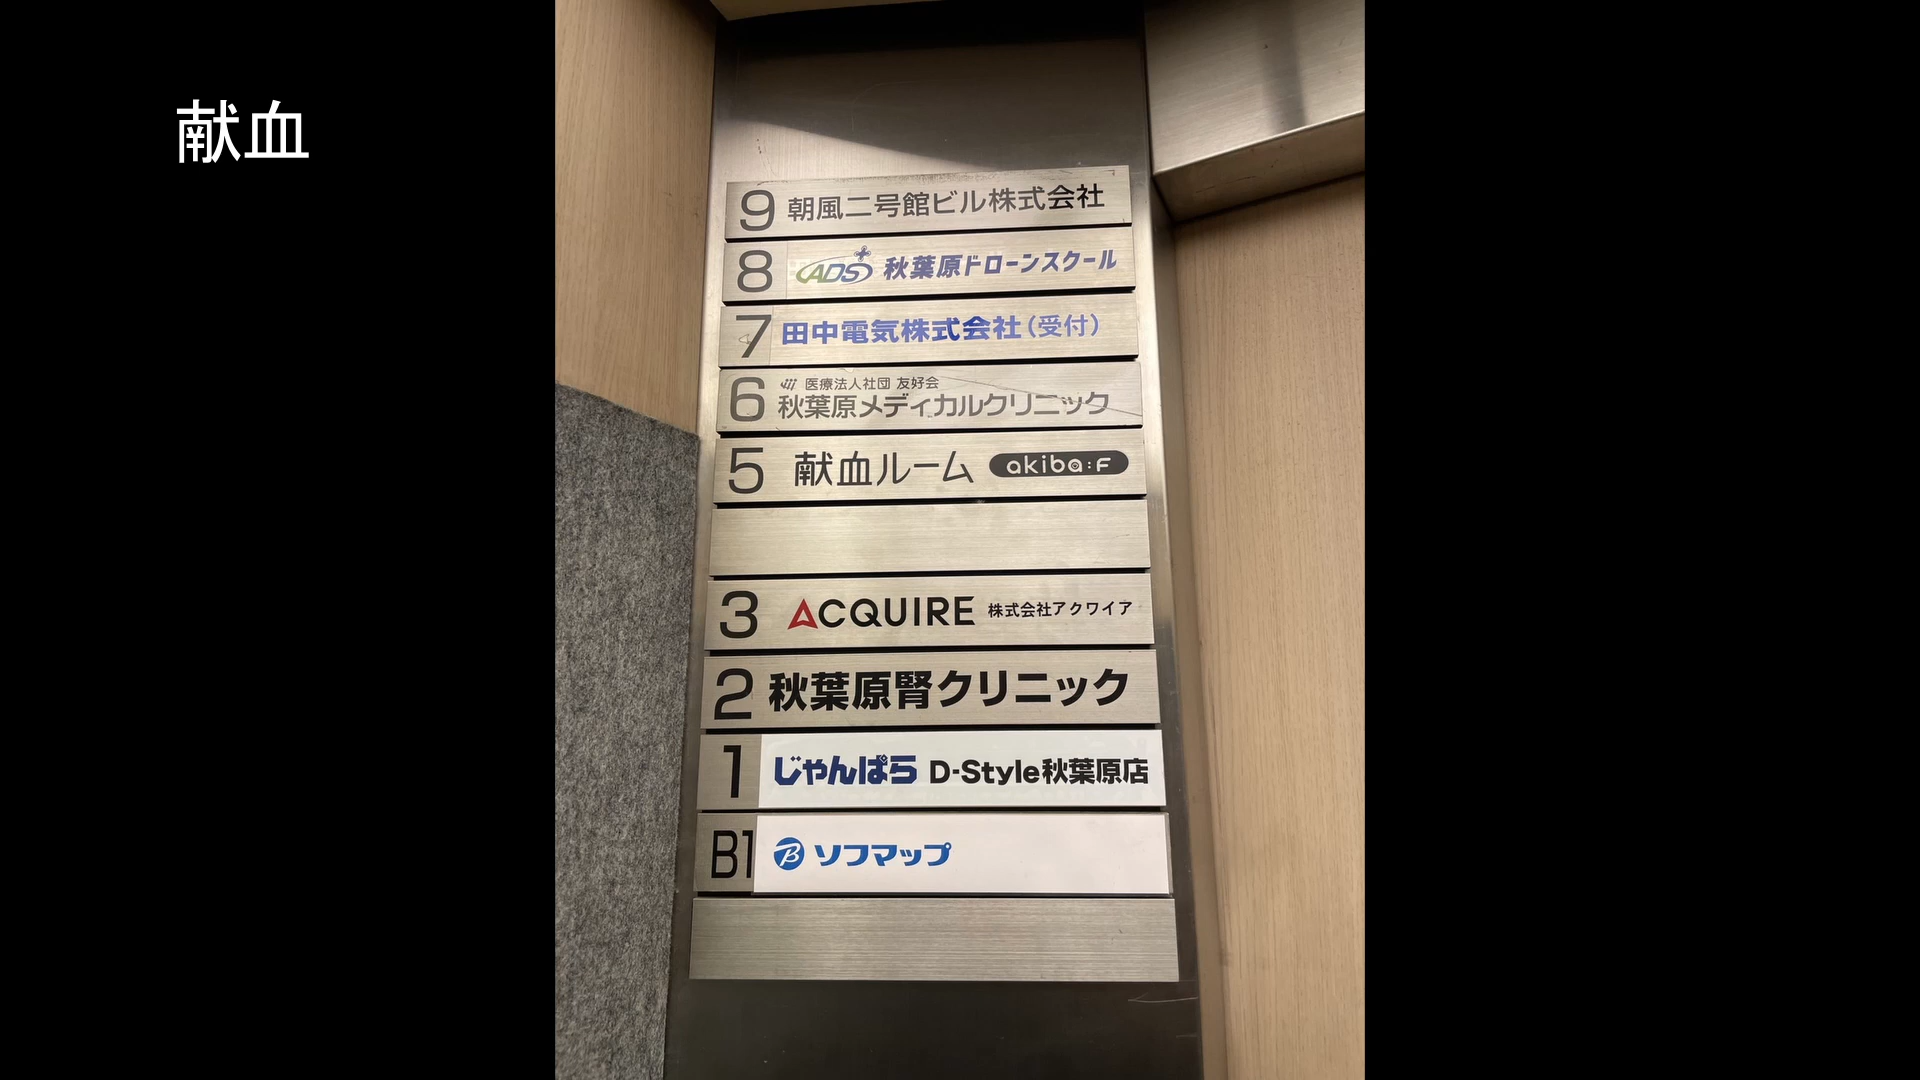 献血
9 朝風二号館ビル株式会社
8 ADS 秋葉原ドローンスクール
7 田中電気株式会社(受付)
医療法人社団 友好会
6 秋葉原メディカルクリニック
5 献血ルーム akiba:F
3 ACQUIRE 株式会社アクワイア
2 秋葉原腎クリニック
1 じゃんぱら D-Style秋葉原店
B1 B ソフマップ